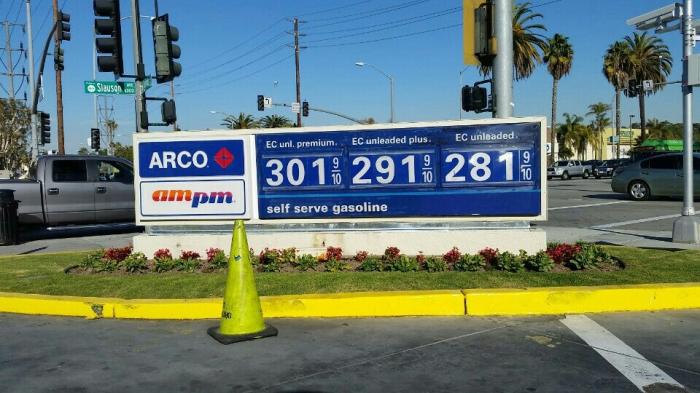 Slauson AVE
ARCO
ampm
EC unl. premium.
301 9/10
EC unleaded plus.
291 9/10
EC unleaded.
281 9/10
self serve gasoline